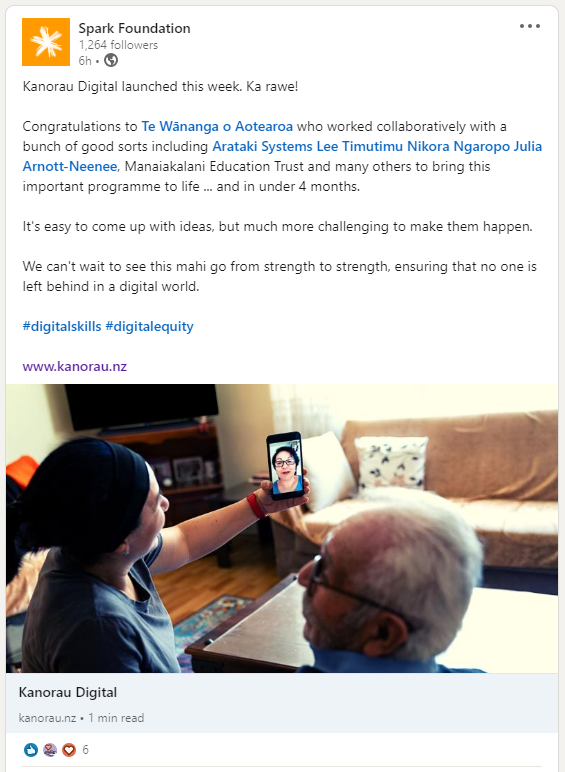 Spark Foundation
1,264 followers
6h •
Kanorau Digital launched this week. Ka rawe!
Congratulations to Te Wānanga o Aotearoa who worked collaboratively with a
bunch of good sorts including Arataki Systems Lee Timutimu Nikora Ngaropo Julia
Arnott-Neenee, Manaiakalani Education Trust and many others to bring this
important programme to life ... and in under 4 months.
It's easy to come up with ideas, but much more challenging to make them happen.
We can't wait to see this mahi go from strength to strength, ensuring that no one is
left behind in a digital world.
#digitalskills #digitalequity
www.kanorau.nz
Kanorau Digital
kanorau.nz • 1 min read
6